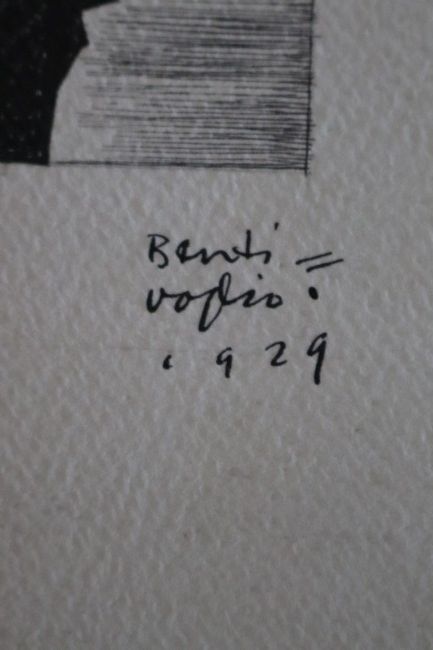 Benti =
voglio.
1929